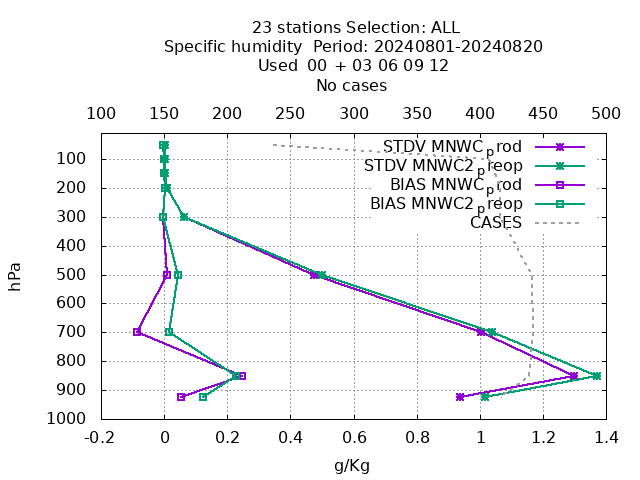 23 stations Selection: ALL
Specific humidity  Period: 20240801-20240820
Used  00 + 03 06 09 12
No cases
100 150 200 250 300 350 400 450 500
STDV MNWC_prod
STDV MNWC2_preop
BIAS MNWC_prod
BIAS MNWC2_preop
CASES
hPa
100
200
300
400
500
600
700
800
900
1000
-0.2 0 0.2 0.4 0.6 0.8 1 1.2 1.4
g/Kg